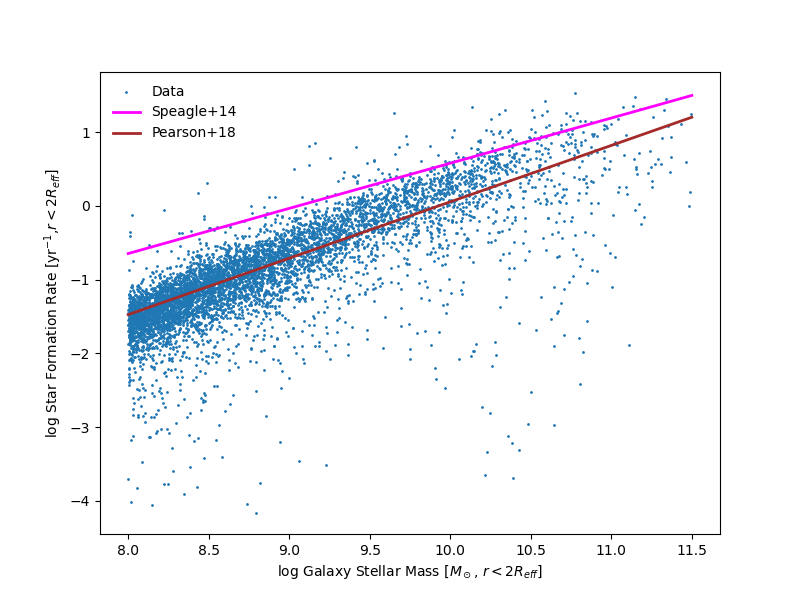 Data
Speagle+14
Pearson+18
log Star Formation Rate [yr⁻¹,r < 2R_eff]
1
0
−1
−2
−3
−4
8.0 8.5 9.0 9.5 10.0 10.5 11.0 11.5
log Galaxy Stellar Mass [M_⊙, r < 2R_eff]